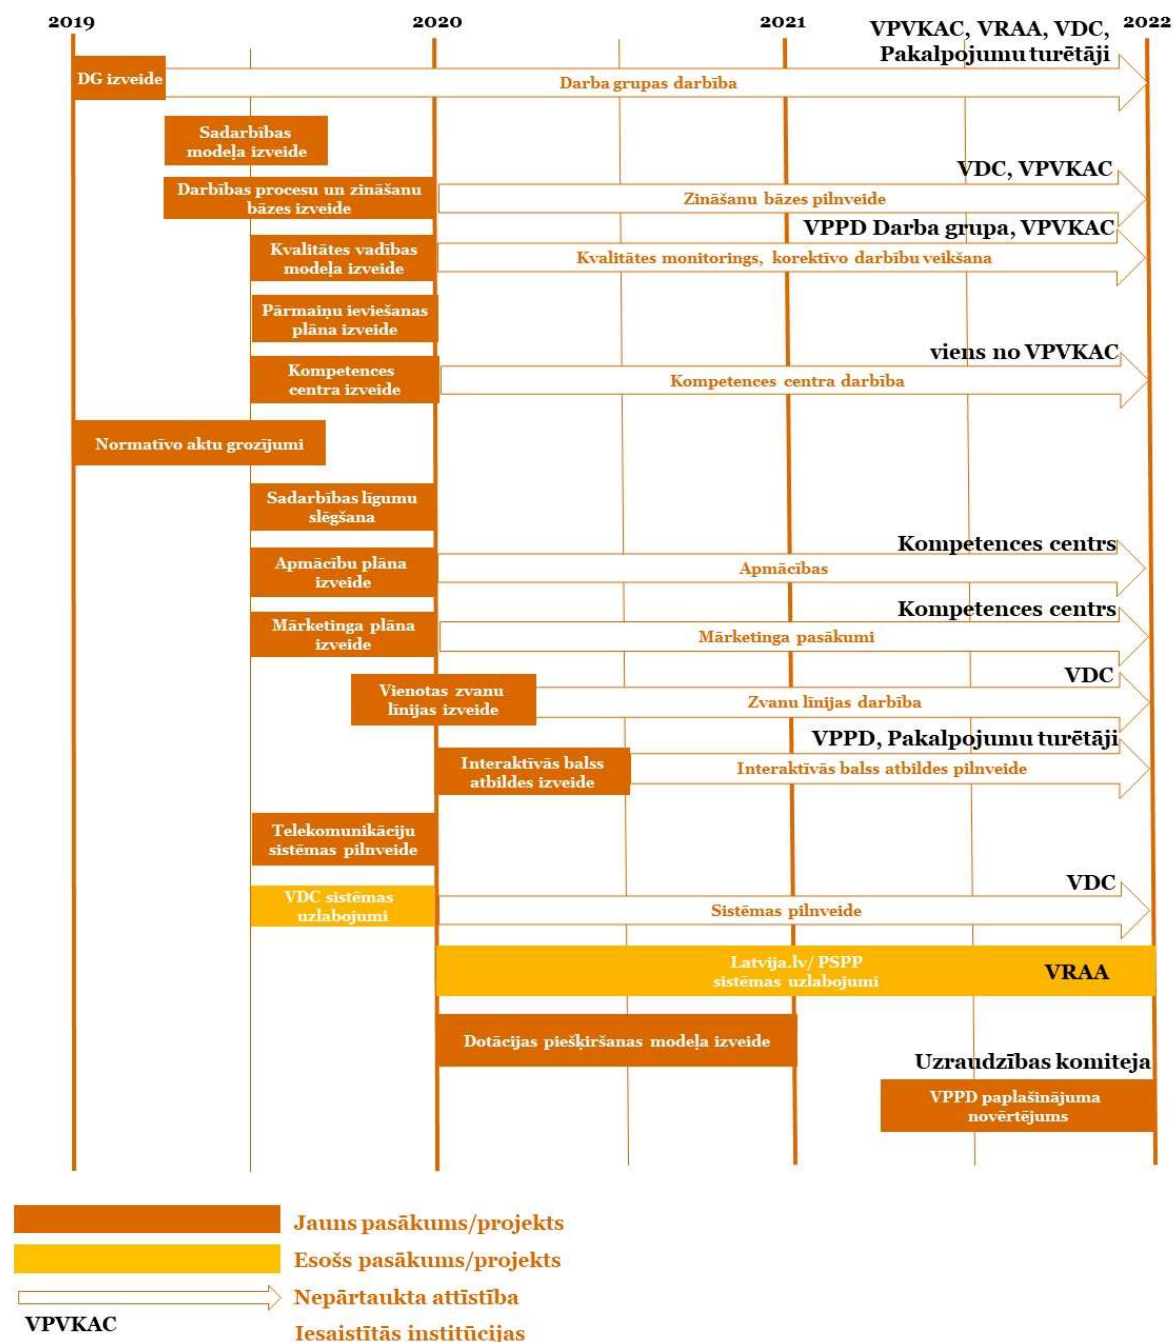 2019 2020 2021 2022
VPVKAC, VRAA, VDC,
Pakalpojumu turētāji
DG izveide
Darba grupas darbība
Sadarbības
modeļa izveide
VDC, VPVKAC
Darbības procesu un zināšanu
bāzes izveide
Zināšanu bāzes pilnveide
VPPD Darba grupa, VPVKAC
Kvalitātes vadības
modeļa izveide
Kvalitātes monitorings, korektīvo darbību veikšana
Pārmaiņu ieviešanas
plāna izveide
viens no VPVKAC
Kompetences
centra izveide
Kompetences centra darbība
Normatīvo aktu grozījumi
Sadarbības līgumu
slēgšana
Kompetences centrs
Apmācību plāna
izveide
Apmācības
Kompetences centrs
Mārketinga plāna
izveide
Mārketinga pasākumi
VDC
Vienotas zvanu
līnijas izveide
Zvanu līnijas darbība
VPPD, Pakalpojumu turētāji
Interaktīvās balss
atbildes izveide
Interaktīvās balss atbildes pilnveide
Telekomunikāciju
sistēmas pilnveide
VDC
VDC sistēmas
uzlabojumi
Sistēmas pilnveide
Latvija.lv/ PSPP
sistēmas uzlabojumi
VRAA
Dotācijas piešķiršanas modeļa izveide
Uzraudzības komiteja
VPPD paplašinājuma
novērtējums
Jauns pasākums/projekts
Esošs pasākums/projekts
Nepārtaukta attīstība
VPVKAC
Iesaistītās institūcijas